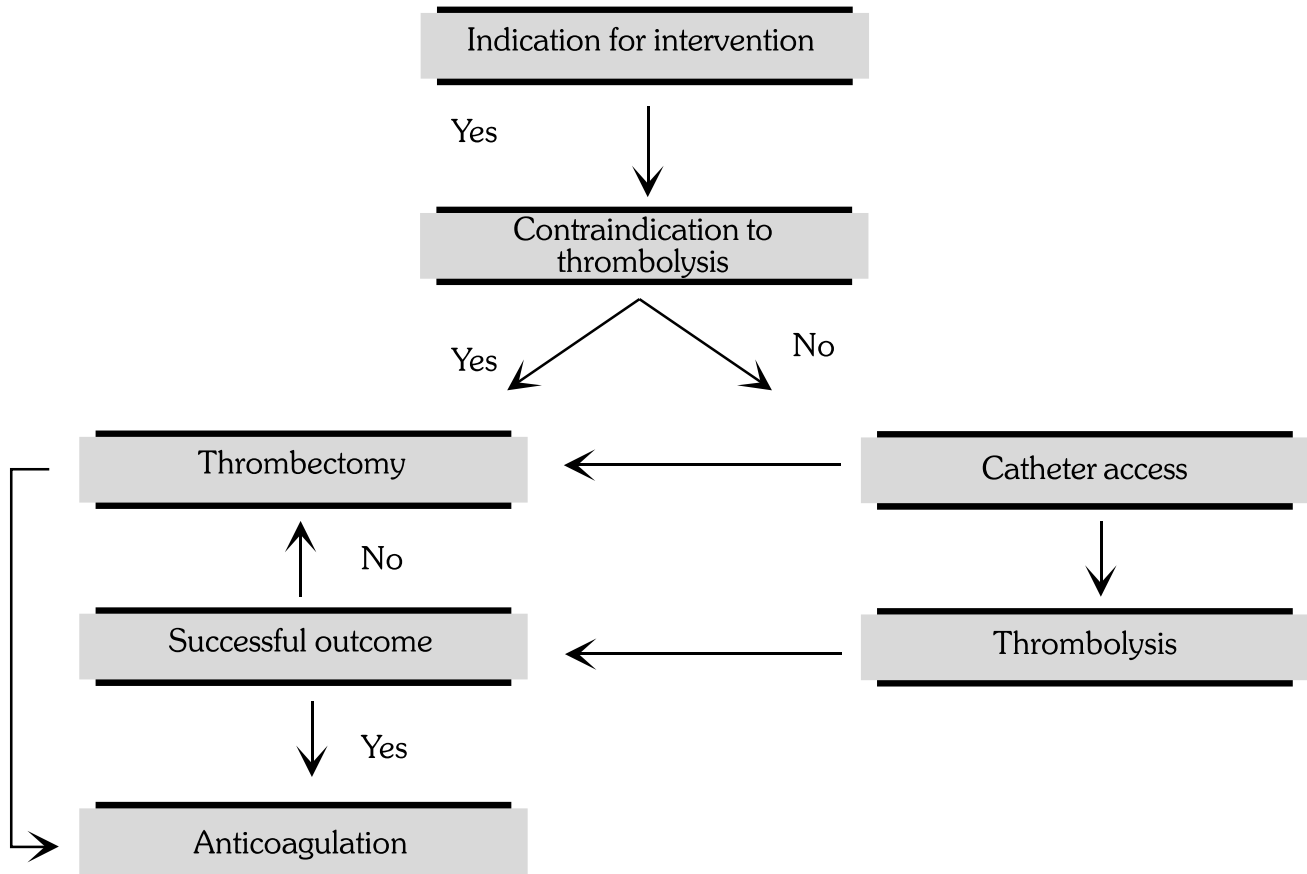 Indication for intervention
Yes
Contraindication to
thrombolysis
Yes
No
Thrombectomy
Catheter access
No
Successful outcome
Thrombolysis
Yes
Anticoagulation